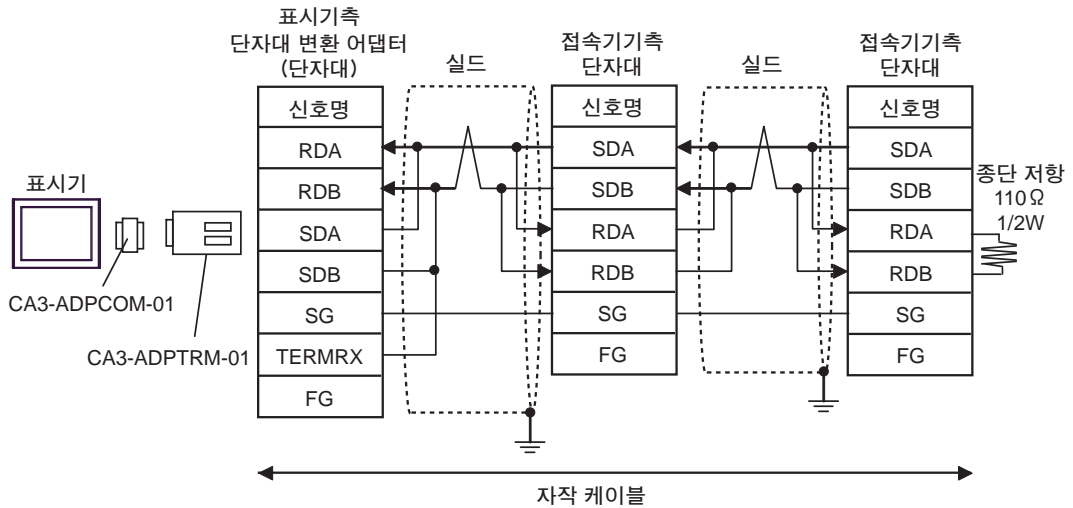 표시기측
단자대 변환 어댑터
(단자대)
실드
접속기기측
단자대
실드
접속기기측
단자대
신호명
신호명
신호명
RDA
SDA
SDA
RDB
SDB
SDB
SDA
RDA
RDA
SDB
RDB
RDB
SG
SG
SG
TERMRX
FG
FG
FG
표시기
CA3-ADPCOM-01
CA3-ADPTRM-01
종단 저항
110Ω
1/2W
자작 케이블